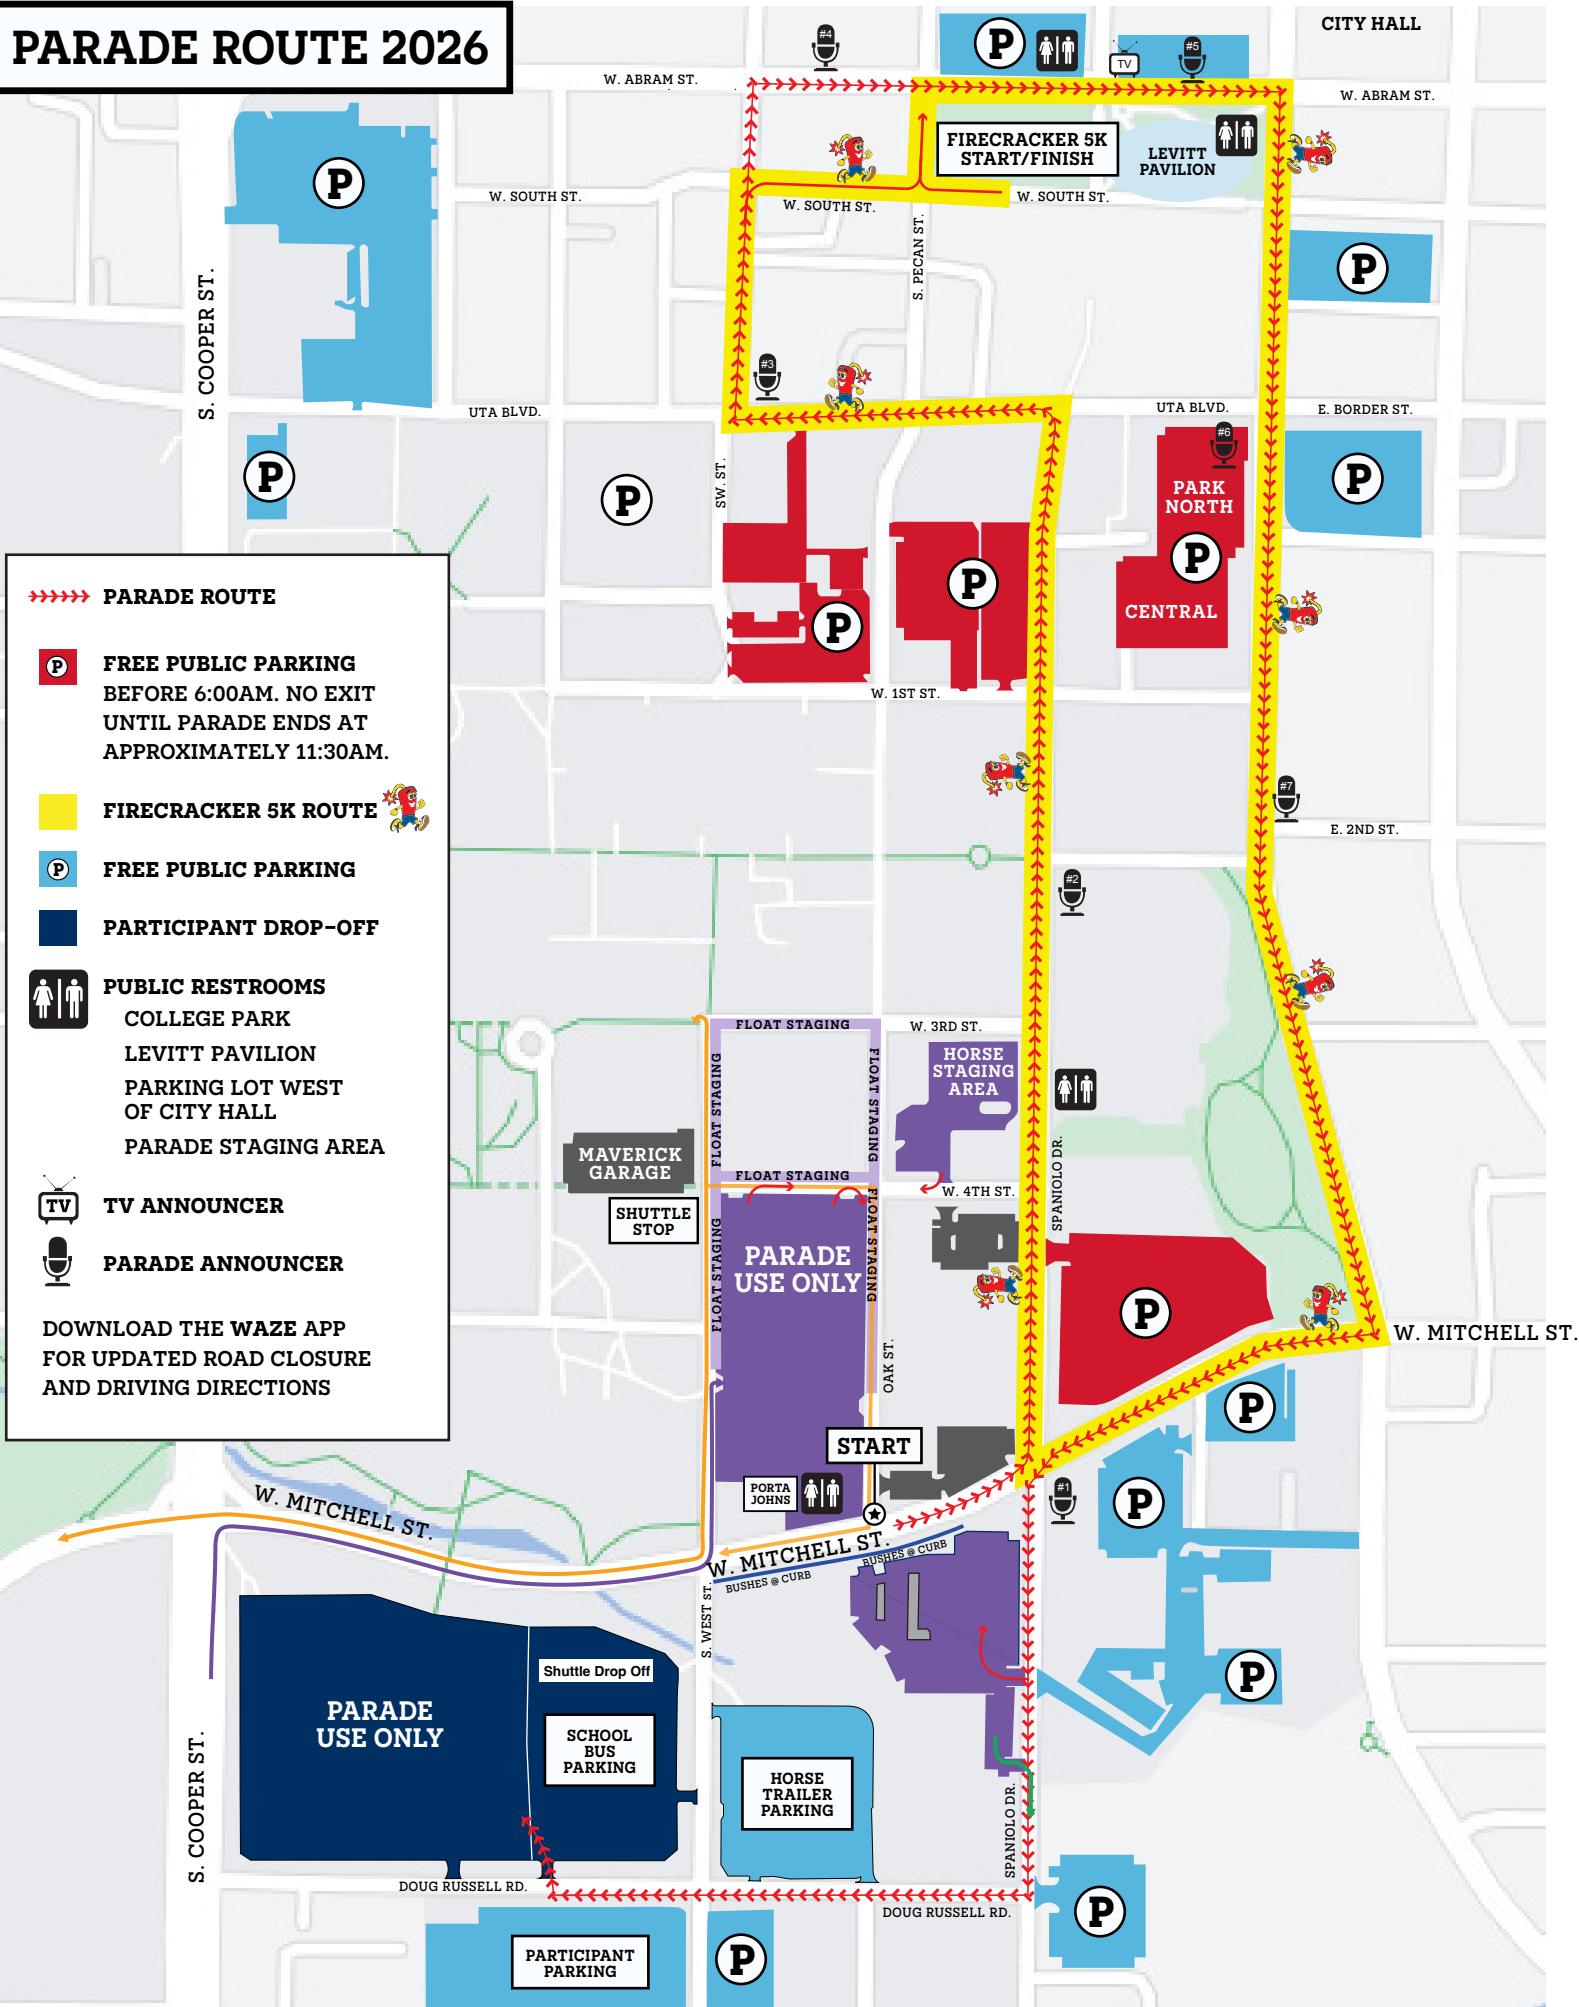 PARADE ROUTE 2026
CITY HALL
#4
P
TV
#5
W. ABRAM ST.
W. ABRAM ST.
FIRECRACKER 5K
START/FINISH
LEVITT
PAVILION
P
W. SOUTH ST.
W. SOUTH ST.
W. SOUTH ST.
S. PECAN ST.
P
S. COOPER ST.
#3
UTA BLVD.
UTA BLVD.
E. BORDER ST.
#6
P
P
SW. ST.
PARK
NORTH
P
CENTRAL
P
P
P
W. 1ST ST.
PARADE ROUTE
P
FREE PUBLIC PARKING
BEFORE 6:00AM. NO EXIT
UNTIL PARADE ENDS AT
APPROXIMATELY 11:30AM.
FIRECRACKER 5K ROUTE
P
FREE PUBLIC PARKING
PARTICIPANT DROP-OFF
PUBLIC RESTROOMS
COLLEGE PARK
LEVITT PAVILION
PARKING LOT WEST
OF CITY HALL
PARADE STAGING AREA
TV
TV ANNOUNCER
PARADE ANNOUNCER
DOWNLOAD THE WAZE APP
FOR UPDATED ROAD CLOSURE
AND DRIVING DIRECTIONS
#7
E. 2ND ST.
#2
FLOAT STAGING
W. 3RD ST.
HORSE
STAGING
AREA
FLOAT STAGING
FLOAT STAGING
MAVERICK
GARAGE
FLOAT STAGING
W. 4TH ST.
SPANIOLO DR.
SHUTTLE
STOP
FLOAT STAGING
FLOAT STAGING
PARADE
USE ONLY
P
W. MITCHELL ST.
OAK ST.
P
START
PORTA
JOHNS
#1
P
W. MITCHELL ST.
W. MITCHELL ST.
BUSHES @ CURB
BUSHES @ CURB
S. WEST ST.
Shuttle Drop Off
P
PARADE
USE ONLY
SCHOOL
BUS
PARKING
HORSE
TRAILER
PARKING
S. COOPER ST.
SPANIOLO DR.
DOUG RUSSELL RD.
DOUG RUSSELL RD.
P
PARTICIPANT
PARKING
P